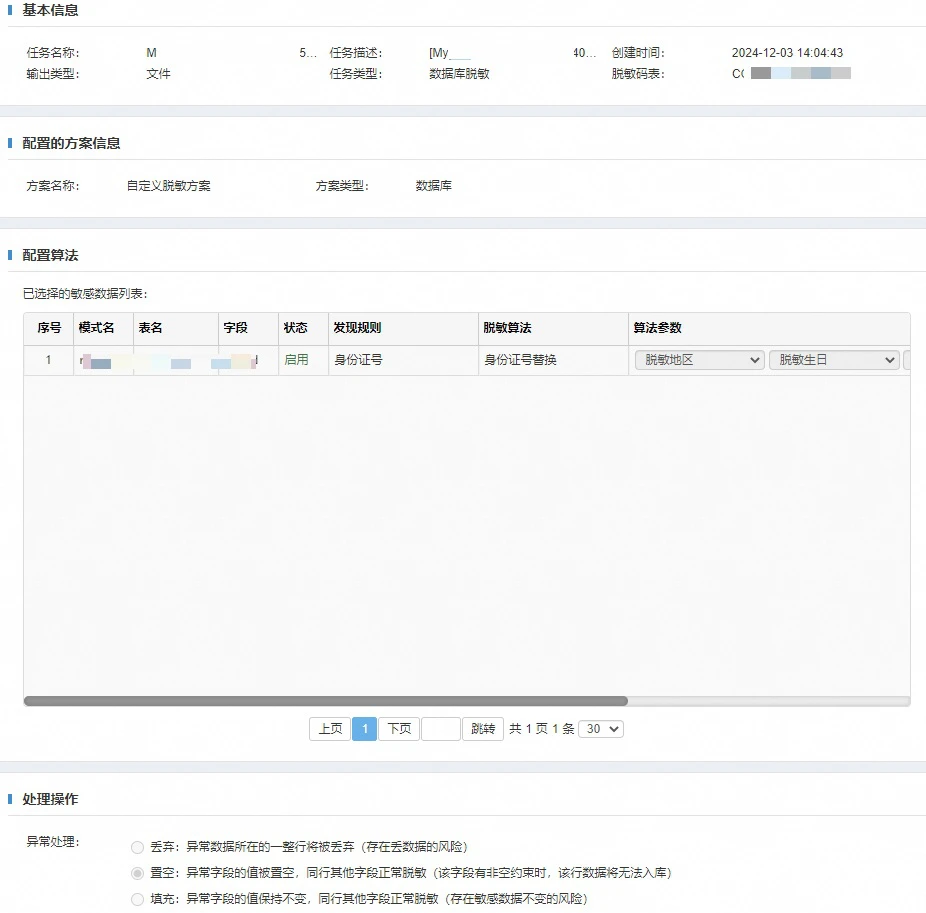 基本信息
任务名称： M 5... 任务描述： [My 40... 创建时间： 2024-12-03 14:04:43
输出类型： 文件 任务类型： 数据库脱敏 脱敏码表：
配置的方案信息
方案名称： 自定义脱敏方案 方案类型： 数据库
配置算法
已选择的敏感数据列表：
序号 模式名 表名 字段 状态 发现规则 脱敏算法 算法参数
1 启用 身份证号 身份证号替换 脱敏地区 脱敏生日
上页 1 下页 跳转 共 1 页 1 条 30
处理操作
异常处理：
丢弃：异常数据所在的一整行将被丢弃（存在丢数据的风险）
置空：异常字段的值被置空，同行其他字段正常脱敏（该字段有非空约束时，该行数据将无法入库）
填充：异常字段的值保持不变，同行其他字段正常脱敏（存在敏感数据不变的风险）